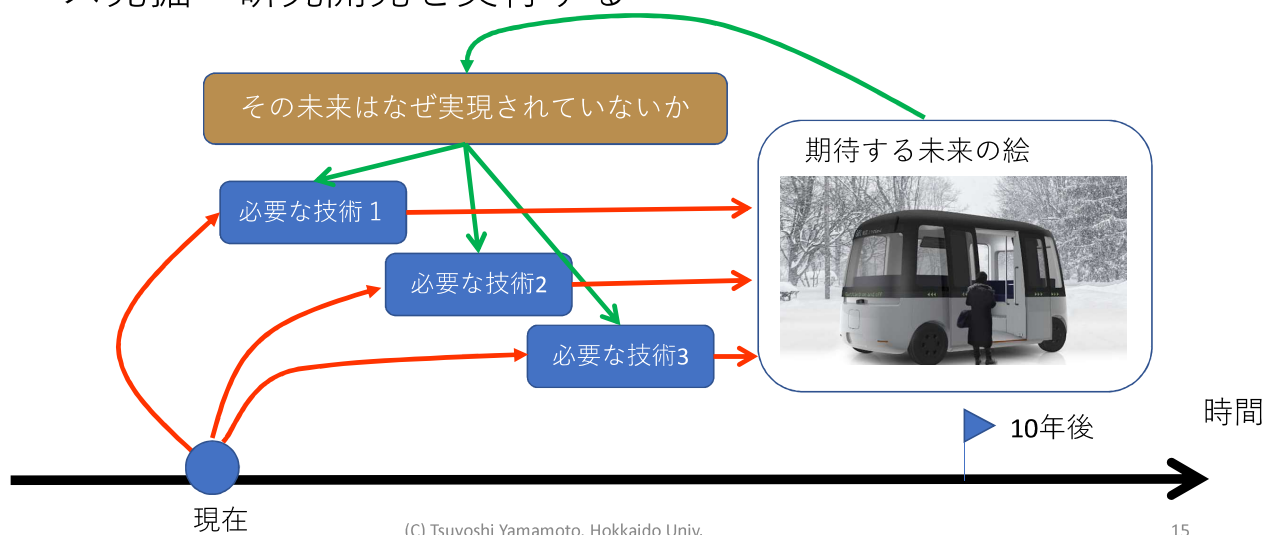 その未来はなぜ実現されていないか
期待する未来の絵
必要な技術１
必要な技術2
必要な技術3
時間
10年後
現在
(C) Tsuyoshi Yamamoto, Hokkaido Univ.
15